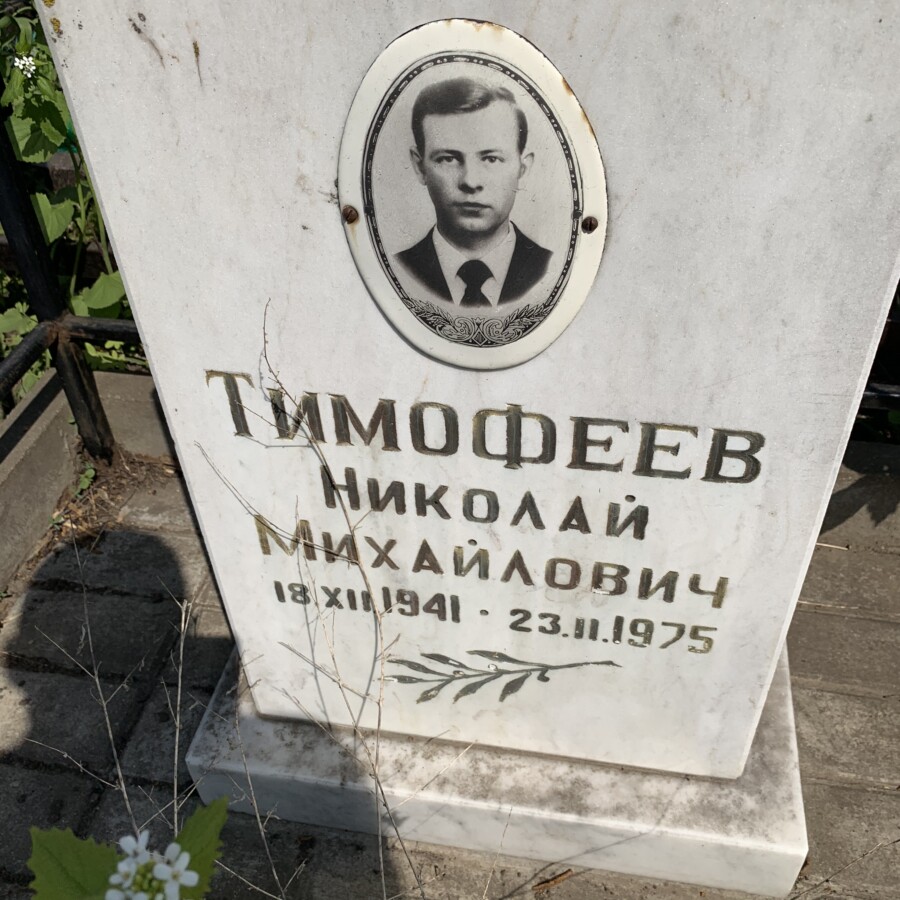 Тимофеев
Николай
Михайлович
18 XII 1941 · 23.II.1975